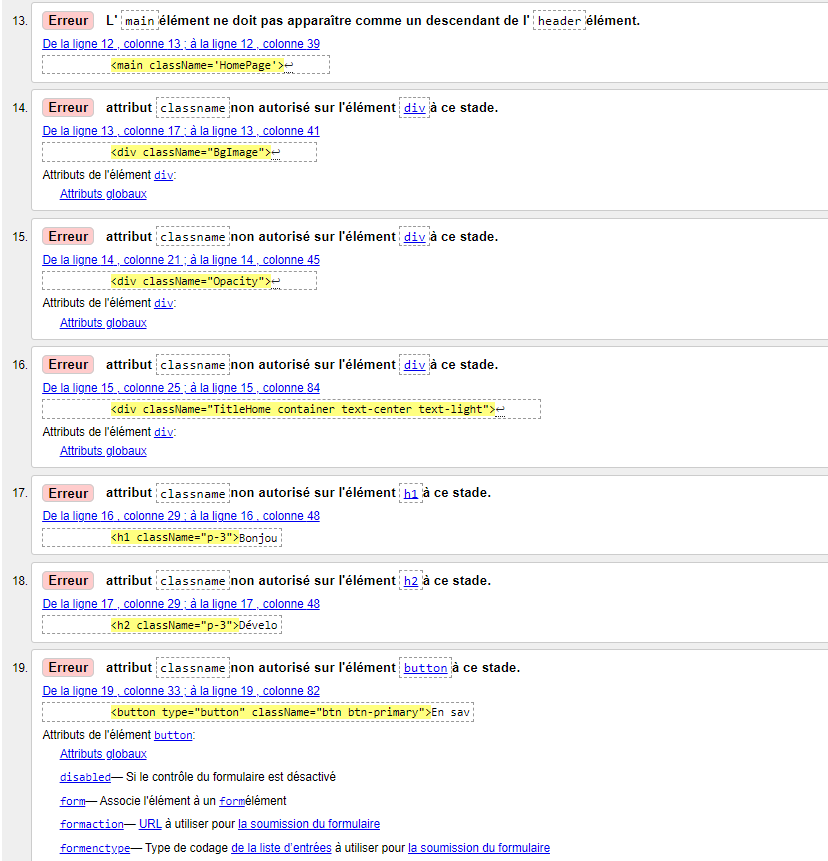 13. Erreur L' main élément ne doit pas apparaître comme un descendant de l' header élément.
De la ligne 12 , colonne 13 ; à la ligne 12 , colonne 39
<main className='HomePage'>↩
14. Erreur attribut classname non autorisé sur l'élément div à ce stade.
De la ligne 13 , colonne 17 ; à la ligne 13 , colonne 41
<div className="BgImage">↩
Attributs de l'élément div:
Attributs globaux
15. Erreur attribut classname non autorisé sur l'élément div à ce stade.
De la ligne 14 , colonne 21 ; à la ligne 14 , colonne 45
<div className="Opacity">↩
Attributs de l'élément div:
Attributs globaux
16. Erreur attribut classname non autorisé sur l'élément div à ce stade.
De la ligne 15 , colonne 25 ; à la ligne 15 , colonne 84
<div className="TitleHome container text-center text-light">↩
Attributs de l'élément div:
Attributs globaux
17. Erreur attribut classname non autorisé sur l'élément h1 à ce stade.
De la ligne 16 , colonne 29 ; à la ligne 16 , colonne 48
<h1 className="p-3">Bonjou
18. Erreur attribut classname non autorisé sur l'élément h2 à ce stade.
De la ligne 17 , colonne 29 ; à la ligne 17 , colonne 48
<h2 className="p-3">Dévelo
19. Erreur attribut classname non autorisé sur l'élément button à ce stade.
De la ligne 19 , colonne 33 ; à la ligne 19 , colonne 82
<button type="button" className="btn btn-primary">En sav
Attributs de l'élément button:
Attributs globaux
disabled— Si le contrôle du formulaire est désactivé
form— Associe l'élément à un formélément
formaction— URL à utiliser pour la soumission du formulaire
formenctype— Type de codage de la liste d'entrées à utiliser pour la soumission du formulaire